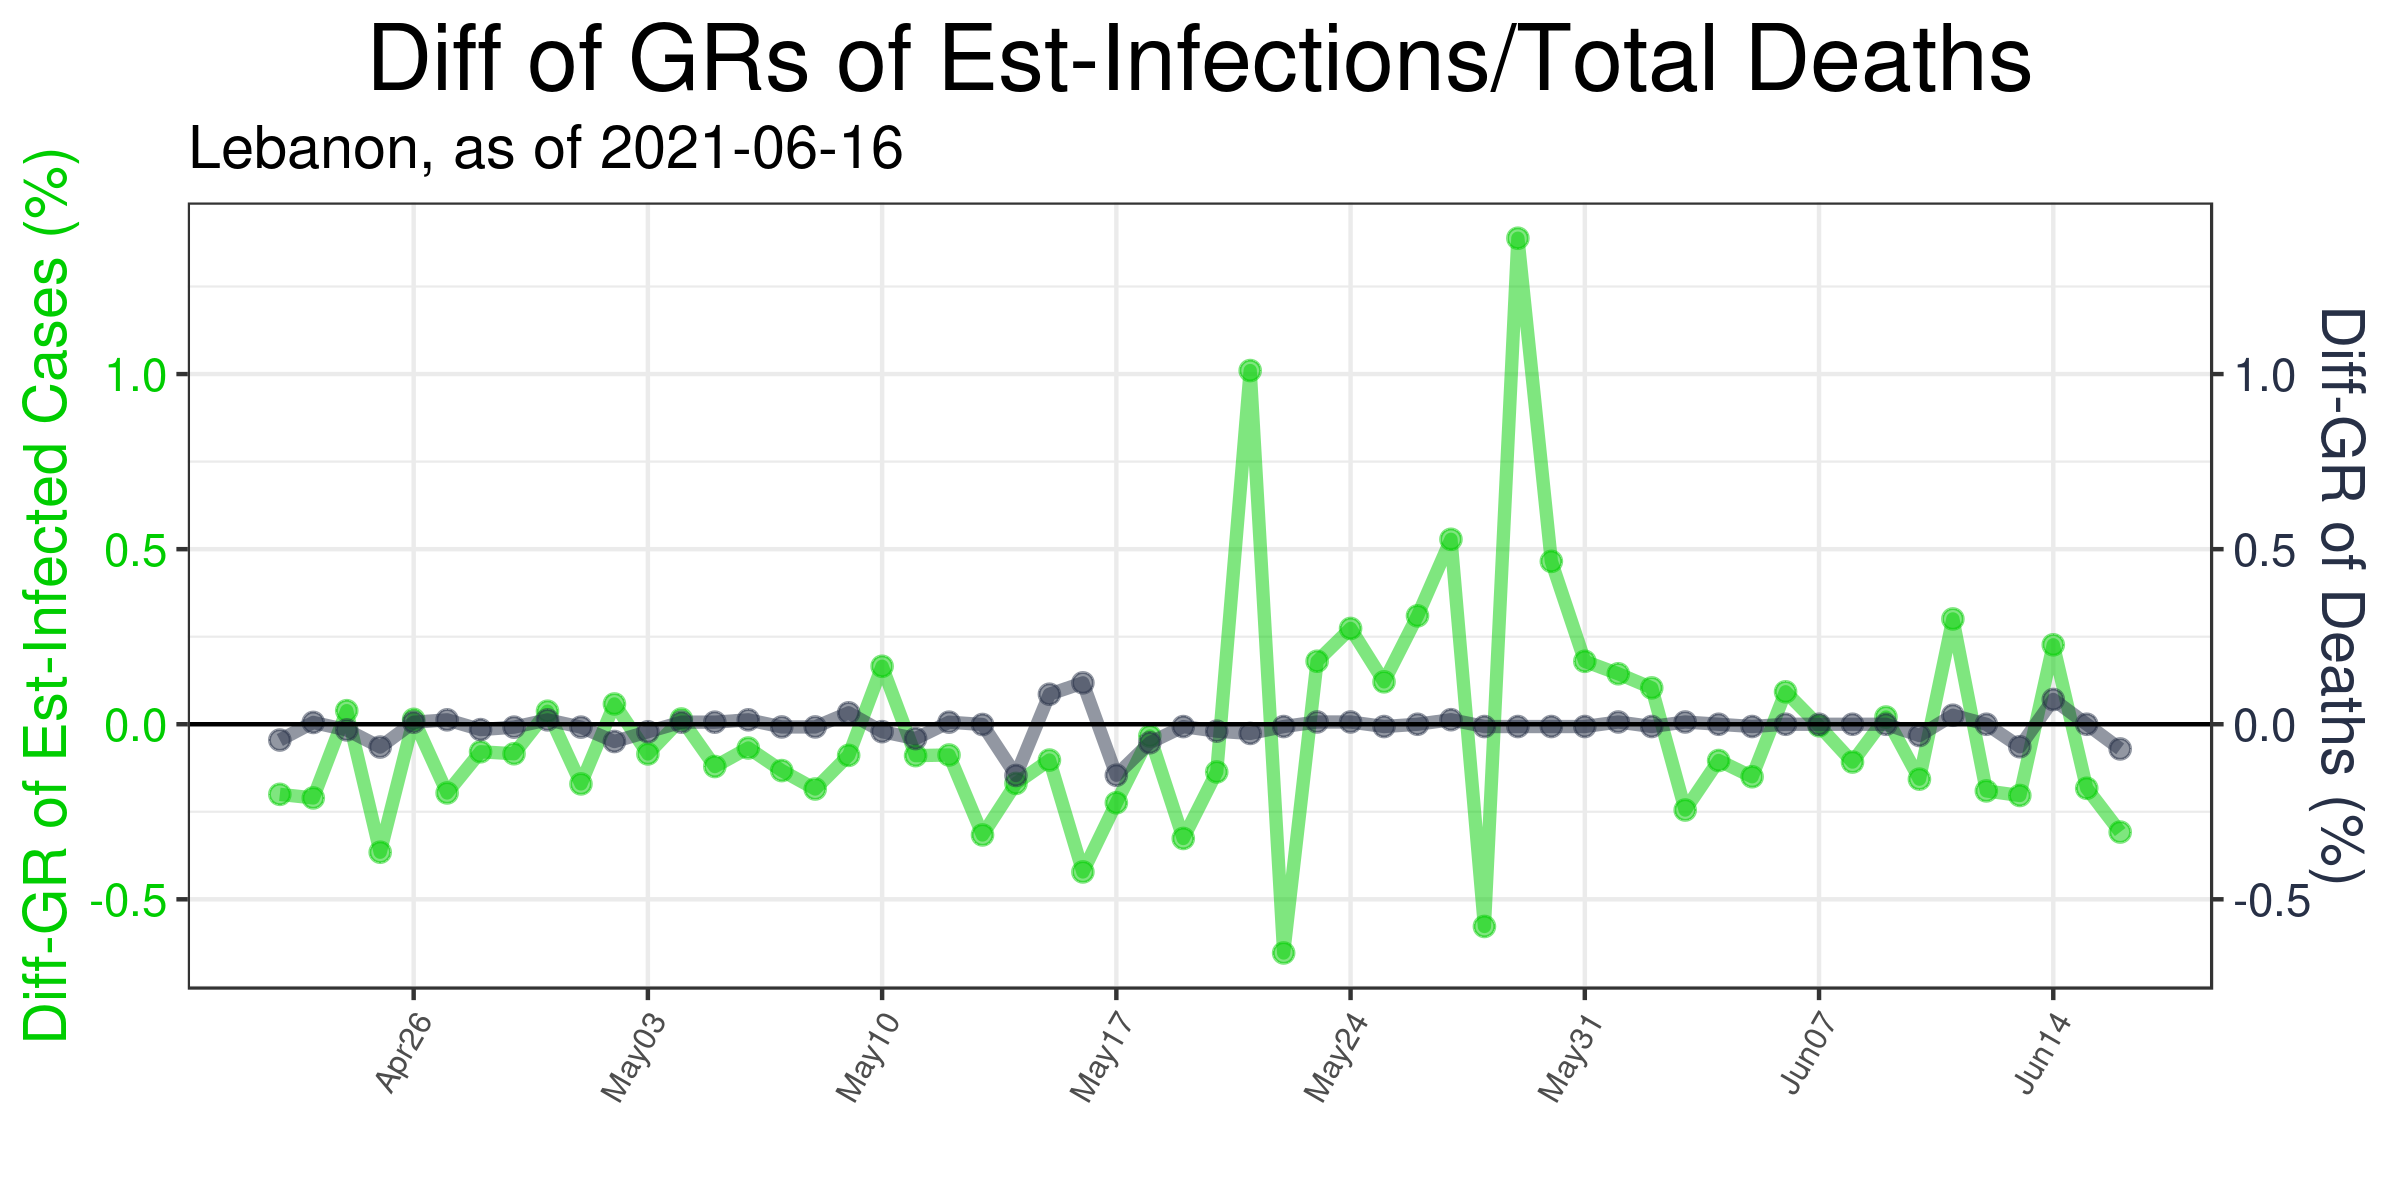 Diff of GRs of Est-Infections/Total Deaths
Lebanon, as of 2021-06-16
Diff-GR of Est-Infected Cases (%)
1.0
0.5
0.0
-0.5
1.0
0.5
0.0
-0.5
Diff-GR of Deaths (%)
Apr26
May03
May10
May17
May24
May31
Jun07
Jun14